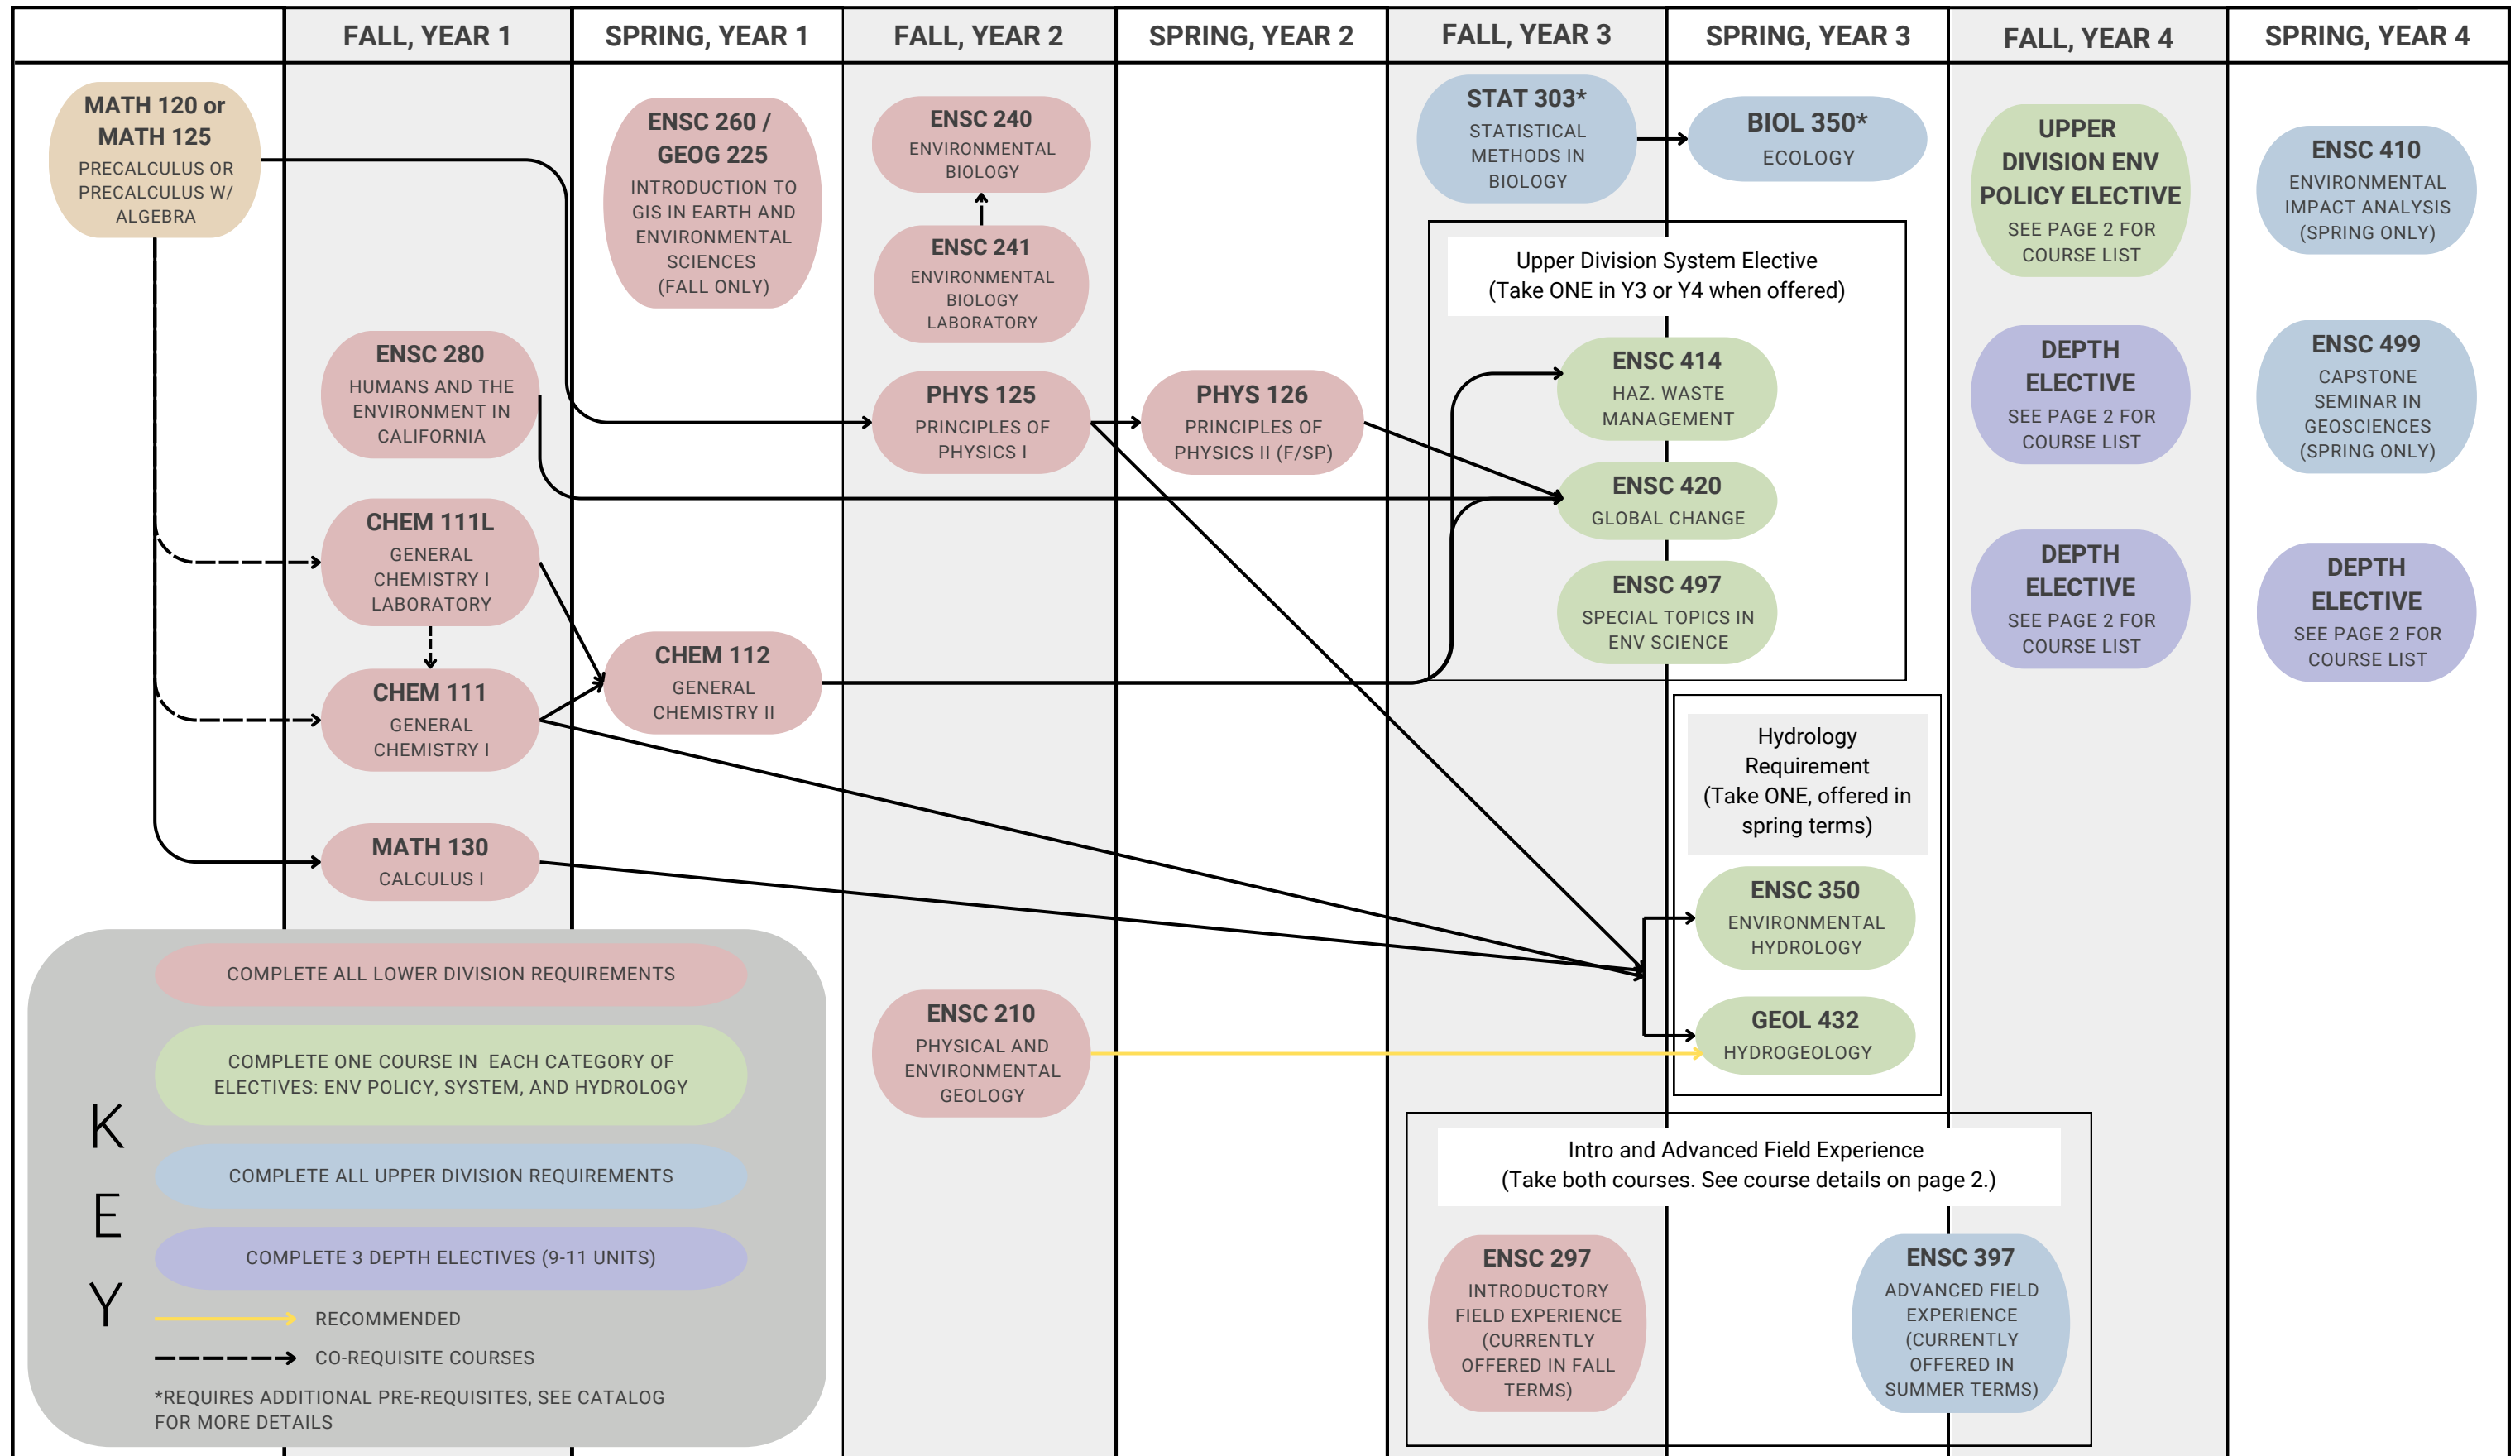 FALL, YEAR 1
SPRING, YEAR 1
FALL, YEAR 2
SPRING, YEAR 2
FALL, YEAR 3
SPRING, YEAR 3
FALL, YEAR 4
SPRING, YEAR 4
MATH 120 or
MATH 125
PRECALCULUS OR
PRECALCULUS W/
ALGEBRA
ENSC 280
HUMANS AND THE
ENVIRONMENT IN
CALIFORNIA
CHEM 111L
GENERAL
CHEMISTRY I
LABORATORY
CHEM 111
GENERAL
CHEMISTRY I
MATH 130
CALCULUS I
ENSC 260 /
GEOG 225
INTRODUCTION TO
GIS IN EARTH AND
ENVIRONMENTAL
SCIENCES
(FALL ONLY)
CHEM 112
GENERAL
CHEMISTRY II
ENSC 240
ENVIRONMENTAL
BIOLOGY
ENSC 241
ENVIRONMENTAL
BIOLOGY
LABORATORY
PHYS 125
PRINCIPLES OF
PHYSICS I
ENSC 210
PHYSICAL AND
ENVIRONMENTAL
GEOLOGY
PHYS 126
PRINCIPLES OF
PHYSICS II (F/SP)
STAT 303*
STATISTICAL
METHODS IN
BIOLOGY
BIOL 350*
ECOLOGY
Upper Division System Elective
(Take ONE in Y3 or Y4 when offered)
ENSC 414
HAZ. WASTE
MANAGEMENT
ENSC 420
GLOBAL CHANGE
ENSC 497
SPECIAL TOPICS IN
ENV SCIENCE
Hydrology
Requirement
(Take ONE, offered in
spring terms)
ENSC 350
ENVIRONMENTAL
HYDROLOGY
GEOL 432
HYDROGEOLOGY
Intro and Advanced Field Experience
(Take both courses. See course details on page 2.)
ENSC 297
INTRODUCTORY
FIELD EXPERIENCE
(CURRENTLY
OFFERED IN FALL
TERMS)
ENSC 397
ADVANCED FIELD
EXPERIENCE
(CURRENTLY
OFFERED IN
SUMMER TERMS)
UPPER
DIVISION ENV
POLICY ELECTIVE
SEE PAGE 2 FOR
COURSE LIST
DEPTH
ELECTIVE
SEE PAGE 2 FOR
COURSE LIST
DEPTH
ELECTIVE
SEE PAGE 2 FOR
COURSE LIST
ENSC 410
ENVIRONMENTAL
IMPACT ANALYSIS
(SPRING ONLY)
ENSC 499
CAPSTONE
SEMINAR IN
GEOSCIENCES
(SPRING ONLY)
DEPTH
ELECTIVE
SEE PAGE 2 FOR
COURSE LIST
K
E
Y
COMPLETE ALL LOWER DIVISION REQUIREMENTS
COMPLETE ONE COURSE IN EACH CATEGORY OF
ELECTIVES: ENV POLICY, SYSTEM, AND HYDROLOGY
COMPLETE ALL UPPER DIVISION REQUIREMENTS
COMPLETE 3 DEPTH ELECTIVES (9-11 UNITS)
RECOMMENDED
CO-REQUISITE COURSES
*REQUIRES ADDITIONAL PRE-REQUISITES, SEE CATALOG
FOR MORE DETAILS